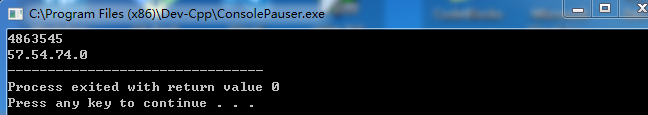 C:\Program Files (x86)\Dev-Cpp\ConsolePauser.exe
4863545
57.54.74.0
--------------------------------
Process exited with return value 0
Press any key to continue . . .